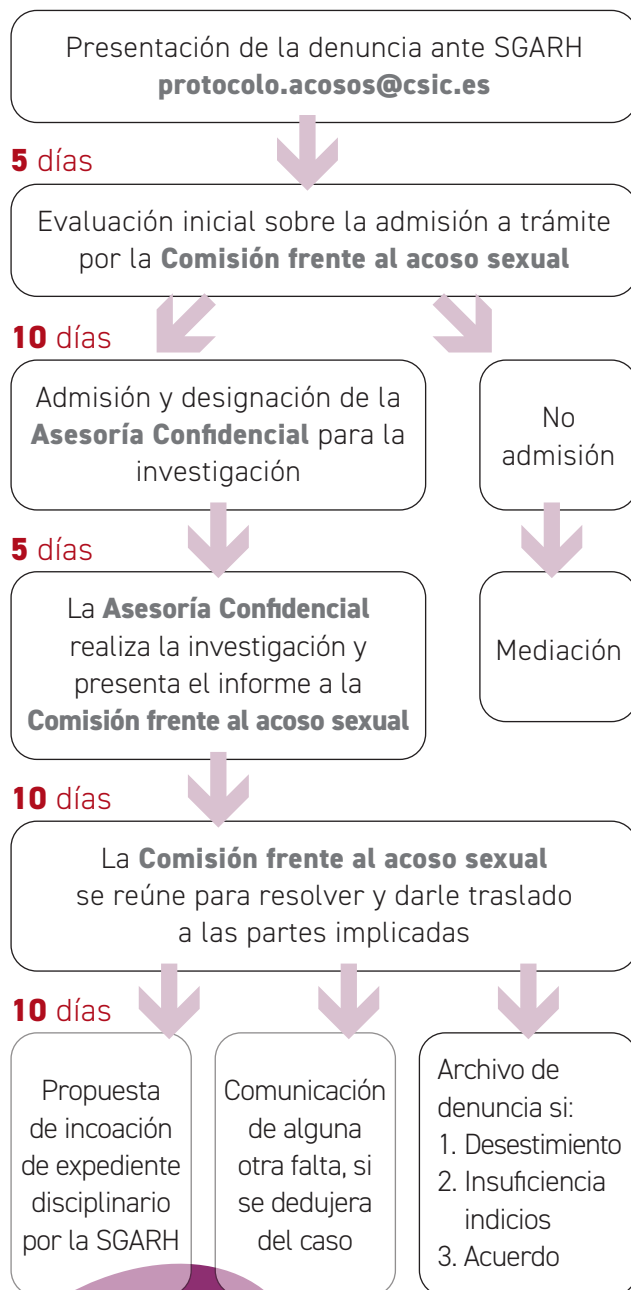 Presentación de la denuncia ante SGARH
protocolo.acosos@csic.es
5 días
Evaluación inicial sobre la admisión a trámite
por la Comisión frente al acoso sexual
10 días
Admisión y designación de la
Asesoría Confidencial para la
investigación
No
admisión
5 días
La Asesoría Confidencial
realiza la investigación y
presenta el informe a la
Comisión frente al acoso sexual
Mediación
10 días
La Comisión frente al acoso sexual
se reúne para resolver y darle traslado
a las partes implicadas
10 días
Propuesta
de incoación
de expediente
disciplinario
por la SGARH
Comunicación
de alguna
otra falta, si
se dedujera
del caso
Archivo de
denuncia si:
1. Desestimiento
2. Insuficiencia
indicios
3. Acuerdo